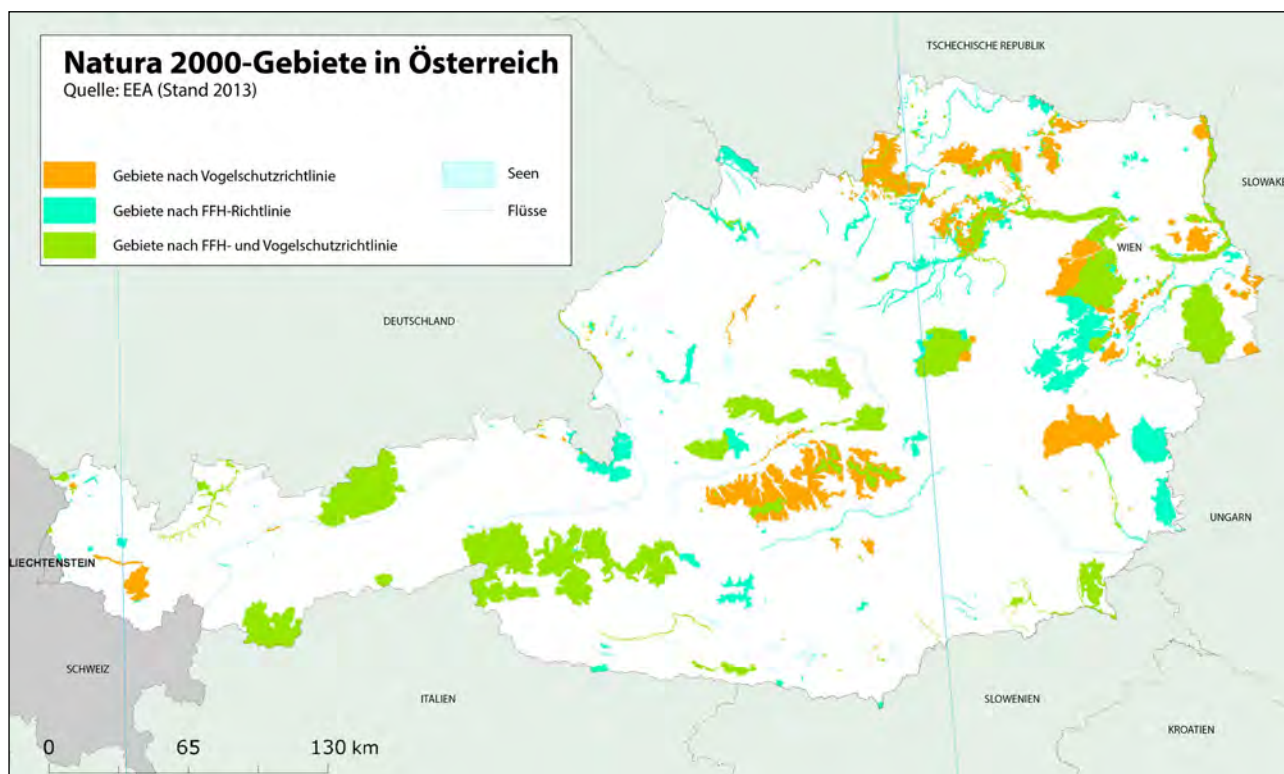 Natura 2000-Gebiete in Österreich
Quelle: EEA (Stand 2013)
Gebiete nach Vogelschutzrichtlinie
Gebiete nach FFH-Richtlinie
Gebiete nach FFH- und Vogelschutzrichtlinie
Seen
Flüsse
TSCHECHISCHE REPUBLIK
SLOWAKE
WIEN
DEUTSCHLAND
UNGARN
LIECHTENSTEIN
SCHWEIZ
ITALIEN
SLOWENIEN
KROATIEN
0 65 130 km